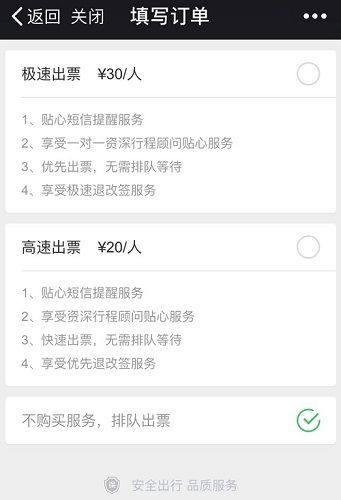 返回 关闭 填写订单
极速出票 ¥30/人
1、贴心短信提醒服务
2、享受一对一资深行程顾问贴心服务
3、优先出票，无需排队等待
4、享受极速退改签服务
高速出票 ¥20/人
1、贴心短信提醒服务
2、享受资深行程顾问贴心服务
3、快速出票，无需排队等待
4、享受优先退改签服务
不购买服务，排队出票
安全出行 品质服务